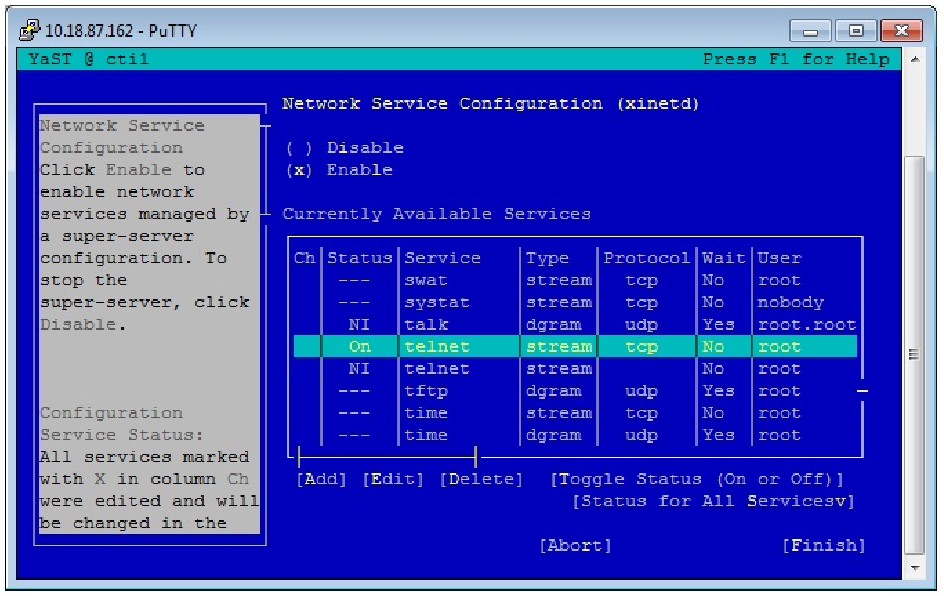 10.18.87.162 - PuTTY
YaST @ cti1 Press F1 for Help
Network Service
Configuration
Click Enable to
enable network
services managed by
a super-server
configuration. To
stop the
super-server, click
Disable.
Configuration
Service Status:
All services marked
with X in column Ch
were edited and will
be changed in the
Network Service Configuration (xinetd)
( ) Disable
(x) Enable
Currently Available Services
Ch Status Service Type Protocol Wait User
--- swat stream tcp No root
--- systat stream tcp No nobody
NI talk dgram udp Yes root.root
On telnet stream tcp No root
NI telnet stream No root
--- tftp dgram udp Yes root
--- time stream tcp No root
--- time dgram udp Yes root
[Add] [Edit] [Delete] [Toggle Status (On or Off)]
[Status for All Servicesv]
[Abort] [Finish]